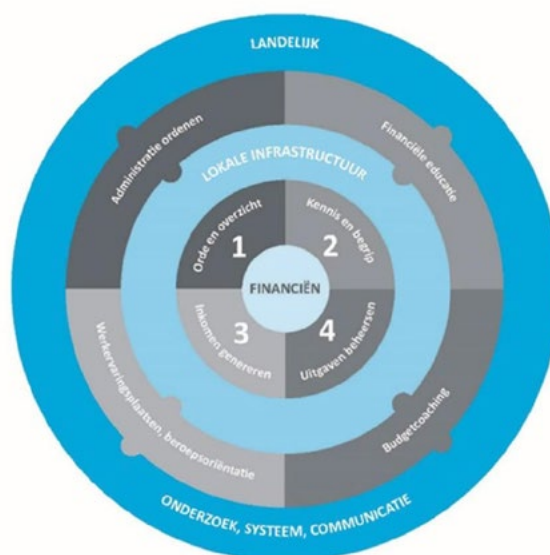 LANDELIJK
Administratie ordenen
Financiële educatie
LOKALE INFRASTRUCTUUR
Orde en overzicht
1
Kennis en begrip
2
FINANCIËN
3
Inkomen genereren
4
Uitgaven beheersen
Werkervaringsplaatsen, beroepsoriëntatie
Budgetcoaching
ONDERZOEK, SYSTEEM, COMMUNICATIE